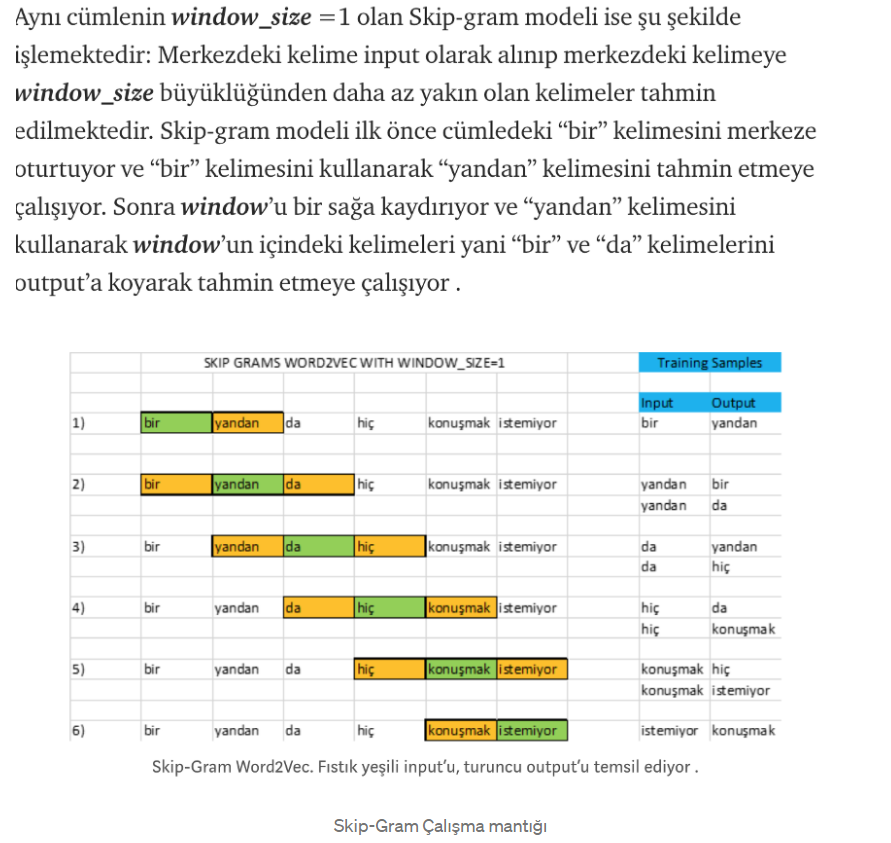 Aynı cümlenin window_size =1 olan Skip-gram modeli ise şu şekilde
işlemektedir: Merkezdeki kelime input olarak alınıp merkezdeki kelimeye
window_size büyüklüğünden daha az yakın olan kelimeler tahmin
edilmektedir. Skip-gram modeli ilk önce cümledeki “bir” kelimesini merkeze
oturtuyor ve “bir” kelimesini kullanarak “yandan” kelimesini tahmin etmeye
çalışıyor. Sonra window’u bir sağa kaydırıyor ve “yandan” kelimesini
kullanarak window’un içindeki kelimeleri yani “bir” ve “da” kelimelerini
output’a koyarak tahmin etmeye çalışıyor .
SKIP GRAMS WORD2VEC WITH WINDOW_SIZE=1 Training Samples
Input Output
1) bir yandan da hiç konuşmak istemiyor bir yandan
2) bir yandan da hiç konuşmak istemiyor yandan bir
yandan da
3) bir yandan da hiç konuşmak istemiyor da yandan
da hiç
4) bir yandan da hiç konuşmak istemiyor hiç da
hiç konuşmak
5) bir yandan da hiç konuşmak istemiyor konuşmak hiç
konuşmak istemiyor
6) bir yandan da hiç konuşmak istemiyor istemiyor konuşmak
Skip-Gram Word2Vec. Fıstık yeşili input’u, turuncu output’u temsil ediyor .
Skip-Gram Çalışma mantığı